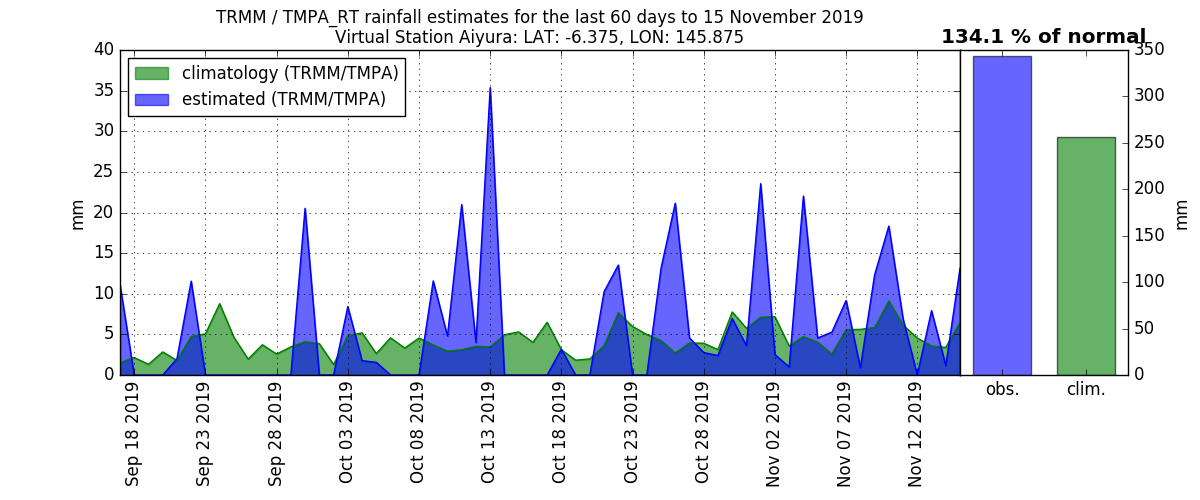 TRMM / TMPA_RT rainfall estimates for the last 60 days to 15 November 2019
Virtual Station Aiyura: LAT: -6.375, LON: 145.875
134.1 % of normal
climatology (TRMM/TMPA)
estimated (TRMM/TMPA)
mm
40
35
30
25
20
15
10
5
0
Sep 18 2019
Sep 23 2019
Sep 28 2019
Oct 03 2019
Oct 08 2019
Oct 13 2019
Oct 18 2019
Oct 23 2019
Oct 28 2019
Nov 02 2019
Nov 07 2019
Nov 12 2019
350
300
250
200
150
100
50
0
mm
obs.
clim.